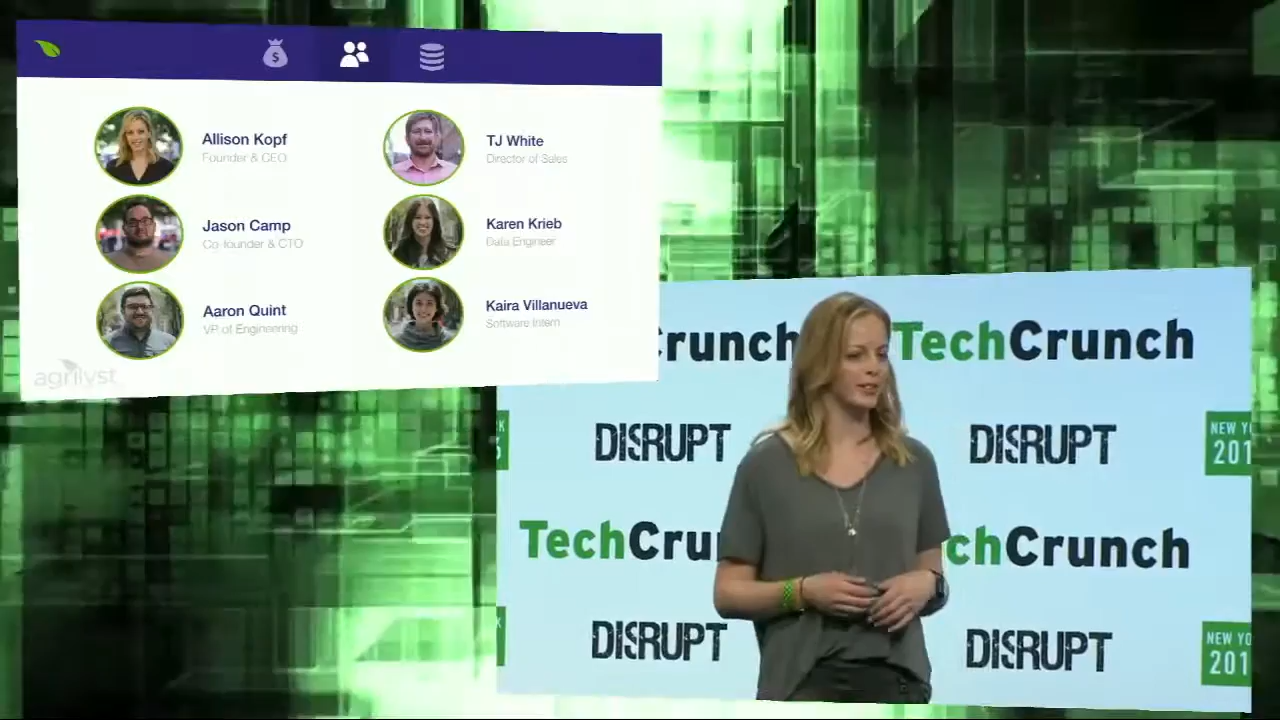 Allison Kopf
Founder & CEO
TJ White
Director of Sales
Jason Camp
Co-founder & CTO
Karen Krieb
Data Engineer
Aaron Quint
VP of Engineering
Kaira Villanueva
Software Intern
agrilyst
Crunch
TechCrunch
DISRUPT
DISRUPT
NEW YO
201
TechCru
chCrunch
DISRUPT
DISRUPT
NEW YO
201